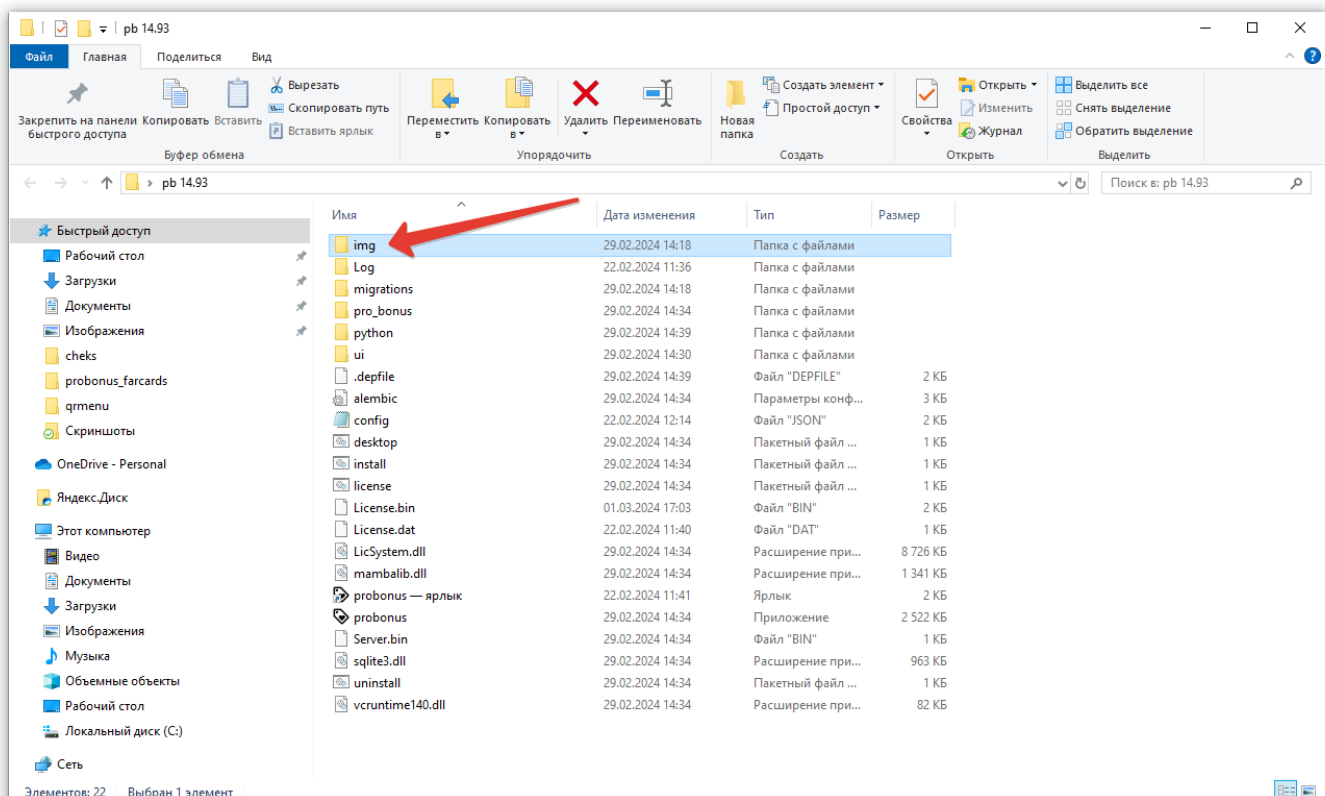 pb 14.93
Файл Главная Поделиться Вид
Закрепить на панели быстрого доступа
Копировать
Вставить
Вырезать
Скопировать путь
Вставить ярлык
Буфер обмена
Переместить в
Копировать в
Удалить
Переименовать
Упорядочить
Новая папка
Создать элемент
Простой доступ
Создать
Свойства
Открыть
Изменить
Журнал
Открыть
Выделить все
Снять выделение
Обратить выделение
Выделить
pb 14.93
Поиск в: pb 14.93
Быстрый доступ
Рабочий стол
Загрузки
Документы
Изображения
cheks
probonus_farcards
qrmenu
Скриншоты
OneDrive - Personal
Яндекс.Диск
Этот компьютер
Видео
Документы
Загрузки
Изображения
Музыка
Объемные объекты
Рабочий стол
Локальный диск (C:)
Сеть
Имя Дата изменения Тип Размер
img 29.02.2024 14:18 Папка с файлами
Log 22.02.2024 11:36 Папка с файлами
migrations 29.02.2024 14:18 Папка с файлами
pro_bonus 29.02.2024 14:34 Папка с файлами
python 29.02.2024 14:39 Папка с файлами
ui 29.02.2024 14:30 Папка с файлами
.depfile 29.02.2024 14:39 Файл "DEPFILE" 2 КБ
alembic 29.02.2024 14:34 Параметры конф... 3 КБ
config 22.02.2024 12:14 Файл "JSON" 2 КБ
desktop 29.02.2024 14:34 Пакетный файл ... 1 КБ
install 29.02.2024 14:34 Пакетный файл ... 1 КБ
license 29.02.2024 14:34 Пакетный файл ... 1 КБ
License.bin 01.03.2024 17:03 Файл "BIN" 2 КБ
License.dat 22.02.2024 11:40 Файл "DAT" 1 КБ
LicSystem.dll 29.02.2024 14:34 Расширение при... 8 726 КБ
mambalib.dll 29.02.2024 14:34 Расширение при... 1 341 КБ
probonus — ярлык 22.02.2024 11:41 Ярлык 2 КБ
probonus 29.02.2024 14:34 Приложение 2 522 КБ
Server.bin 29.02.2024 14:34 Файл "BIN" 1 КБ
sqlite3.dll 29.02.2024 14:34 Расширение при... 963 КБ
uninstall 29.02.2024 14:34 Пакетный файл ... 1 КБ
vcruntime140.dll 29.02.2024 14:34 Расширение при... 82 КБ
Элементов: 22 Выбран 1 элемент